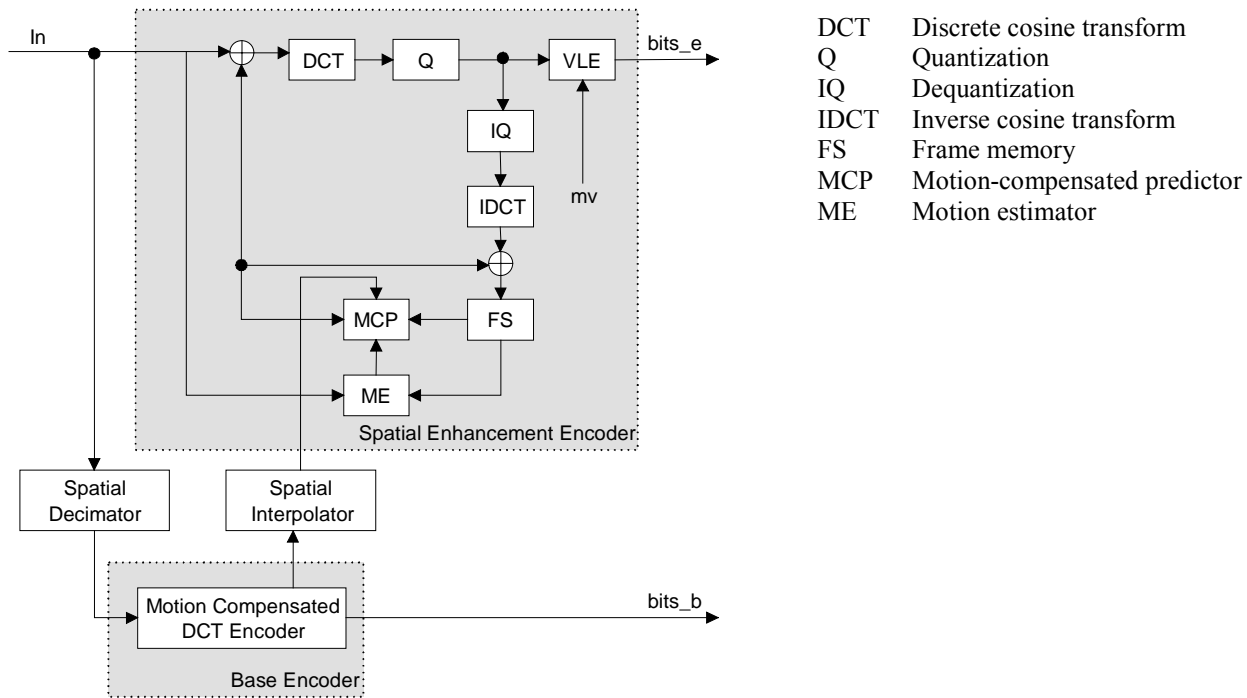 In
DCT
Q
VLE
bits_e
IQ
IDCT
mv
MCP
FS
ME
Spatial Enhancement Encoder
Spatial
Decimator
Spatial
Interpolator
Motion Compensated
DCT Encoder
bits_b
Base Encoder
DCT Discrete cosine transform
Q Quantization
IQ Dequantization
IDCT Inverse cosine transform
FS Frame memory
MCP Motion-compensated predictor
ME Motion estimator